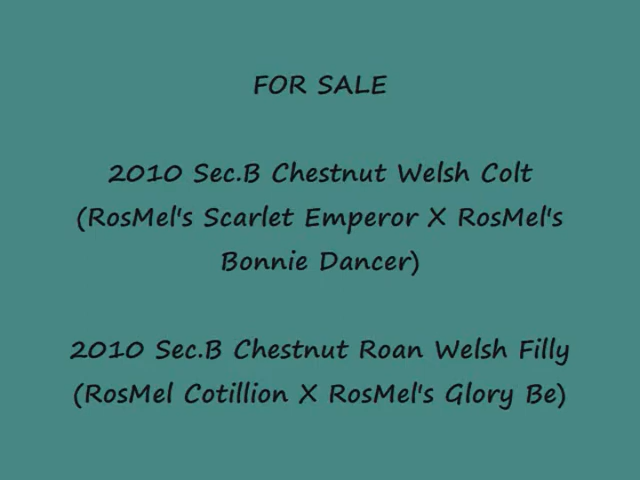 FOR SALE
2010 Sec.B Chestnut Welsh Colt
(RosMel's Scarlet Emperor X RosMel's
Bonnie Dancer)
2010 Sec.B Chestnut Roan Welsh Filly
(RosMel Cotillion X RosMel's Glory Be)